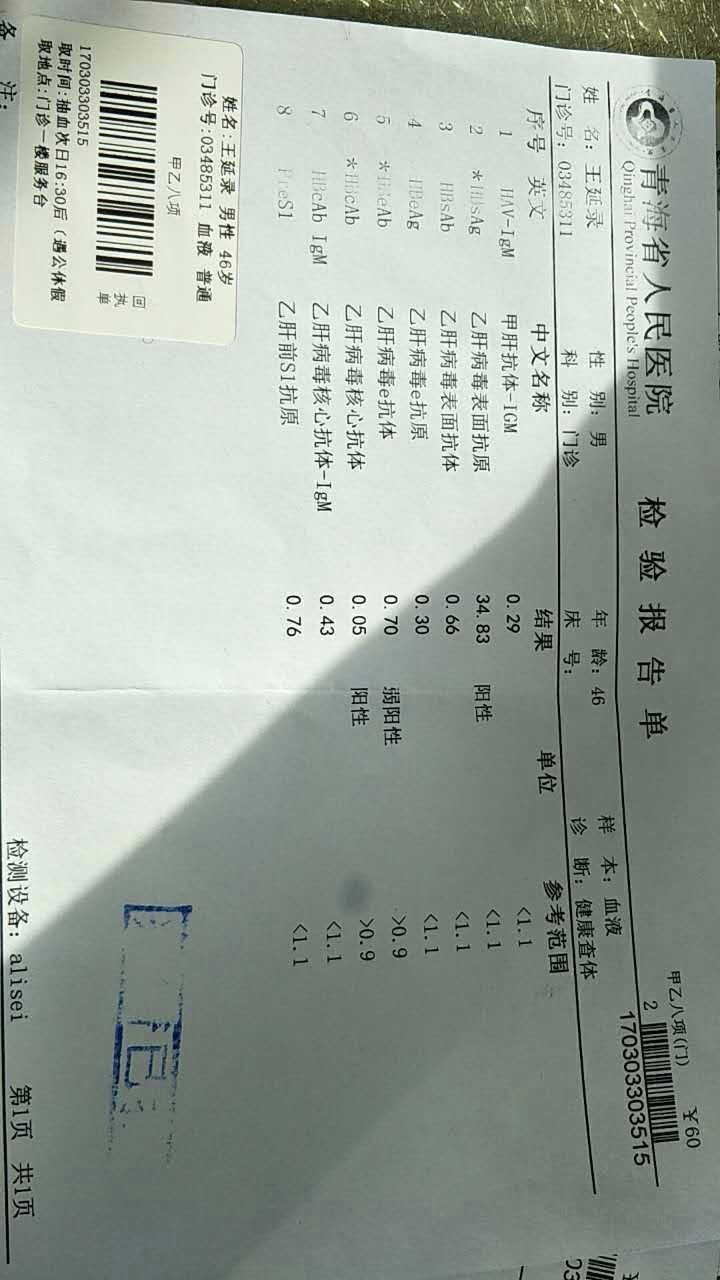 青海省人民医院 检验报告单
Qinghai Provincial People's Hospital
甲乙八项(门) ¥60
2
170303303515
姓 名: 王延录 性 别: 男 年 龄: 46 样 本: 血液
门诊号: 03485311 科 别: 门诊 床 号: 诊 断: 健康查体
序号 英文 中文名称 结果 单位 参考范围
1 HAV-IgM 甲肝抗体-IGM 0.29 <1.1
2 *HBsAg 乙肝病毒表面抗原 34.83 阳性 <1.1
3 HBsAb 乙肝病毒表面抗体 0.66 <1.1
4 HBeAg 乙肝病毒e抗原 0.30 <1.1
5 *HBeAb 乙肝病毒e抗体 0.70 弱阳性 >0.9
6 *HBcAb 乙肝病毒核心抗体 0.05 阳性 >0.9
7 HBcAb IgM 乙肝病毒核心抗体-IgM 0.43 <1.1
8 PreS1 乙肝前S1抗原 0.76 <1.1
姓名:王延录 男性 46岁
门诊号:03485311 血液 普通
甲乙八项
回执单
170303303515
取时间:抽血次日16:30后（遇公休假
取地点:门诊一楼服务台
检测设备: alisei 第1页 共1页
备 注: